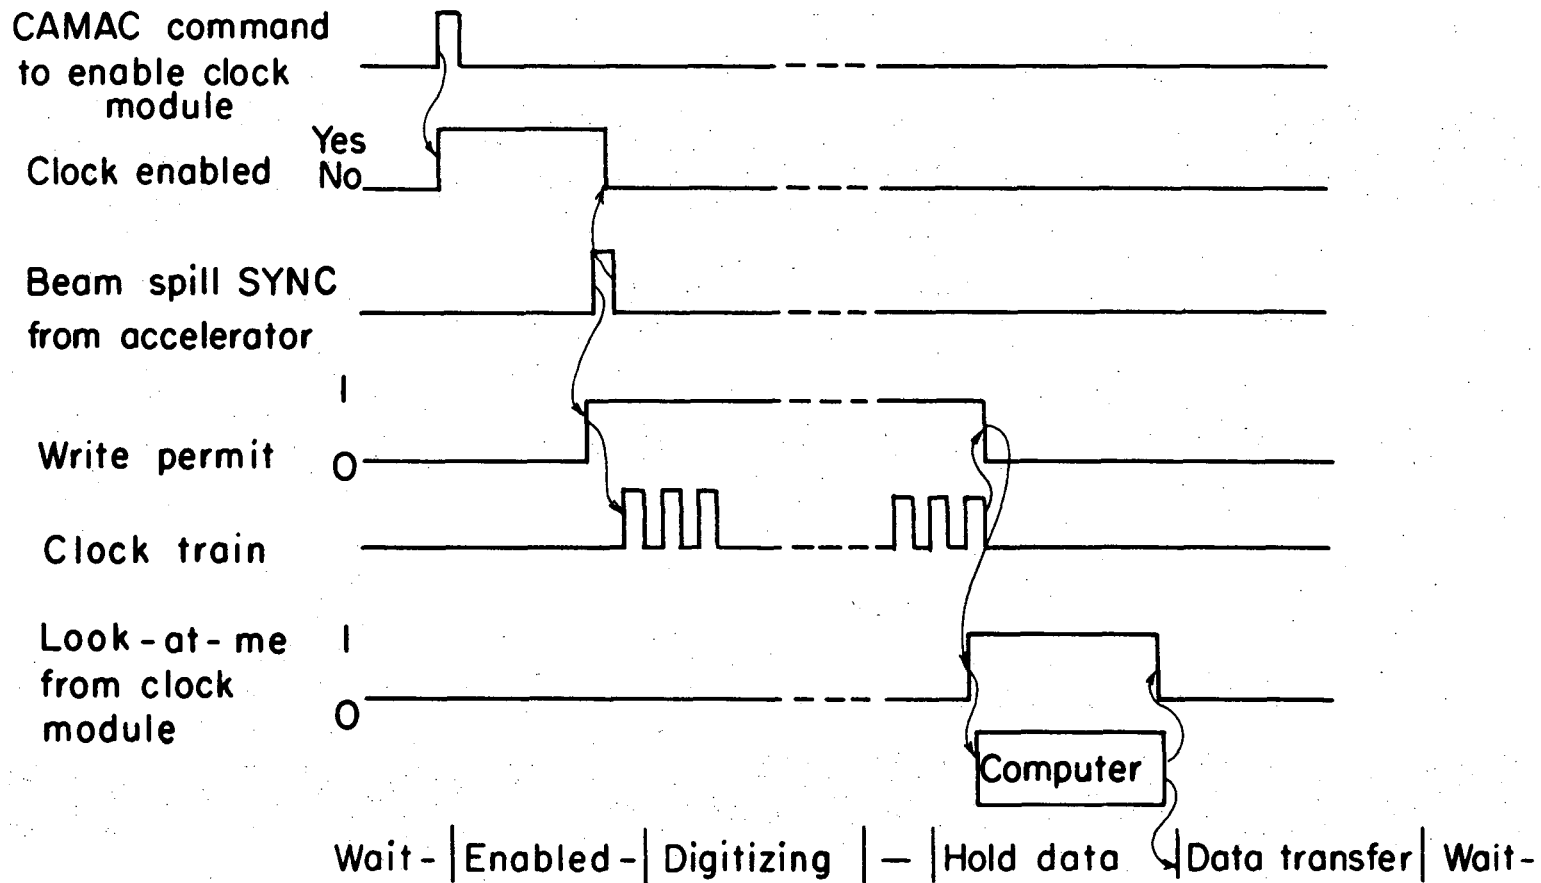 CAMAC command
to enable clock
module
Yes
Clock enabled No
Beam spill SYNC
from accelerator
1
Write permit 0
Clock train
Look-at-me 1
from clock
module 0
Computer
Wait- | Enabled- | Digitizing | — | Hold data | Data transfer | Wait-